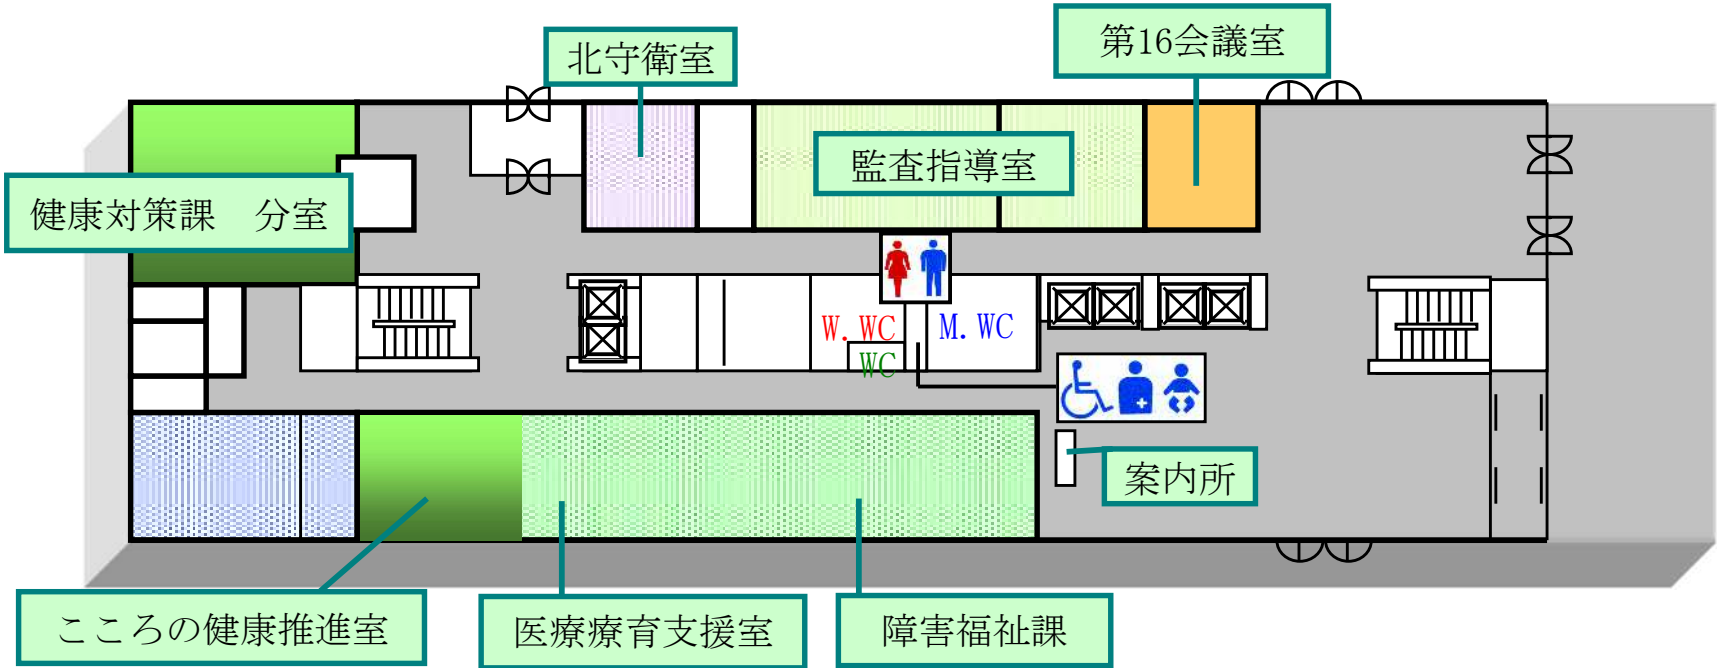 第16会議室
北守衛室
監査指導室
健康対策課　分室
W.WC
M.WC
WC
案内所
こころの健康推進室
医療療育支援室
障害福祉課